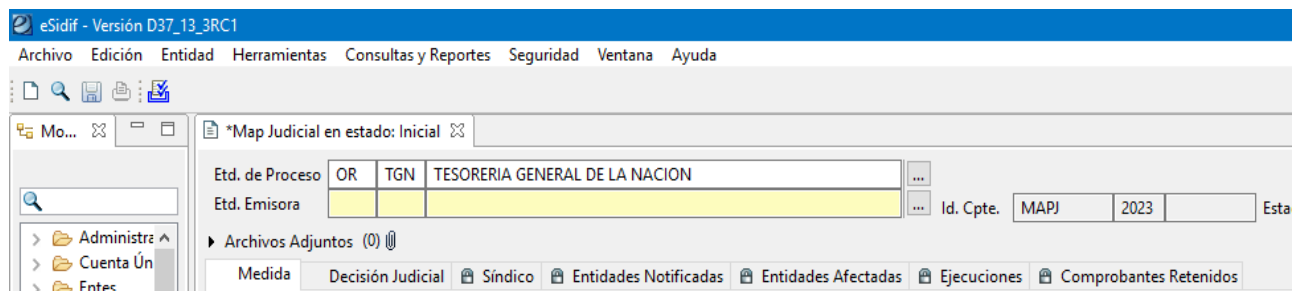 eSidif - Versión D37_13_3RC1
Archivo Edición Entidad Herramientas Consultas y Reportes Seguridad Ventana Ayuda
Mo... *Map Judicial en estado: Inicial
Etd. de Proceso OR TGN TESORERIA GENERAL DE LA NACION ...
Etd. Emisora ... Id. Cpte. MAPJ 2023 Esta
Archivos Adjuntos (0)
Administra
Cuenta Ún
Entes
Medida Decisión Judicial Síndico Entidades Notificadas Entidades Afectadas Ejecuciones Comprobantes Retenidos